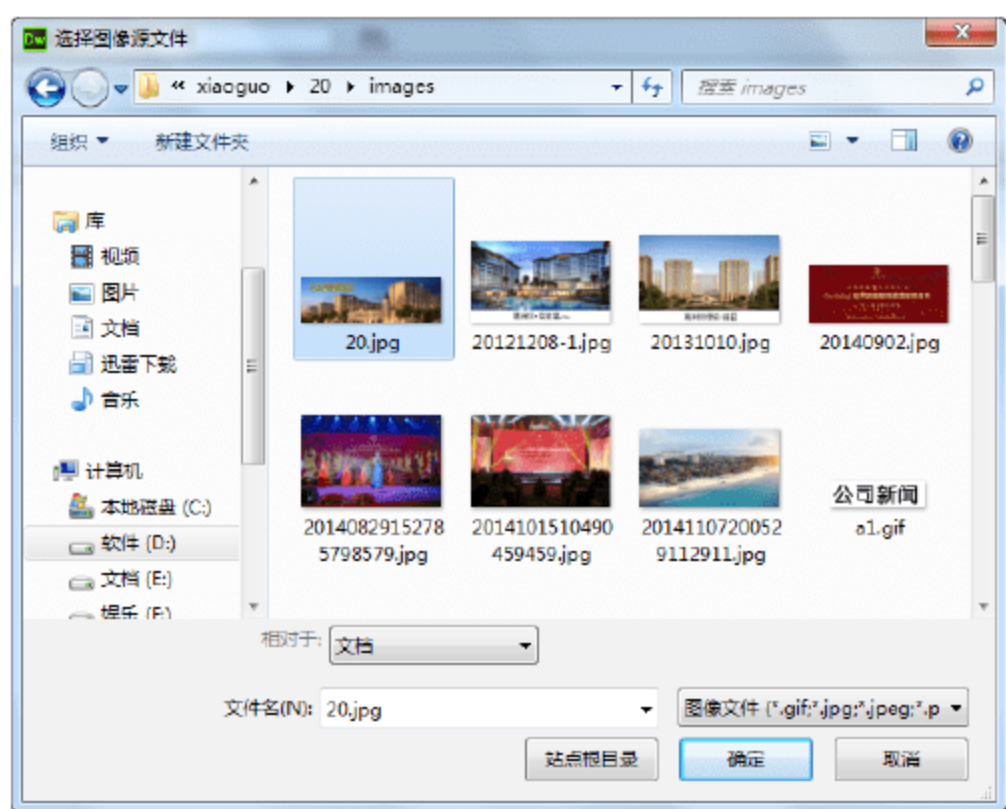 Dw 选择图像源文件
« xiaoguo 20 images
搜索 images
组织
新建文件夹
库
视频
图片
文档
迅雷下载
音乐
计算机
本地磁盘 (C:)
软件 (D:)
文档 (E:)
娱乐 (F:)
20.jpg
20121208-1.jpg
20131010.jpg
20140902.jpg
2014082915278
5798579.jpg
2014101510490
459459.jpg
2014110720052
9112911.jpg
公司新闻
a1.gif
相对于:
文档
文件名(N):
20.jpg
图像文件 (*.gif;*.jpg;*.jpeg;*.p
站点根目录
确定
取消